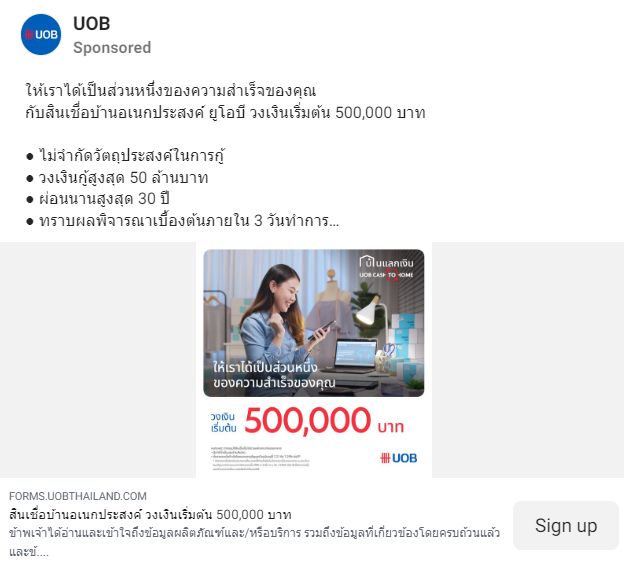 UOB
UOB
Sponsored
ให้เราได้เป็นส่วนหนึ่งของความสำเร็จของคุณ
กับสินเชื่อบ้านอเนกประสงค์ ยูโอบี วงเงินเริ่มต้น 500,000 บาท
● ไม่จำกัดวัตถุประสงค์ในการกู้
● วงเงินกู้สูงสุด 50 ล้านบาท
● ผ่อนนานสูงสุด 30 ปี
● ทราบผลพิจารณาเบื้องต้นภายใน 3 วันทำการ...
บ้านแลกเงิน
UOB CASH TO HOME
ให้เราได้เป็นส่วนหนึ่ง
ของความสำเร็จของคุณ
วงเงิน
เริ่มต้น 500,000 บาท
UOB
FORMS.UOBTHAILAND.COM
สินเชื่อบ้านอเนกประสงค์ วงเงินเริ่มต้น 500,000 บาท
ข้าพเจ้าได้อ่านและเข้าใจถึงข้อมูลผลิตภัณฑ์และ/หรือบริการ รวมถึงข้อมูลที่เกี่ยวข้องโดยครบถ้วนแล้ว
และข้....
Sign up